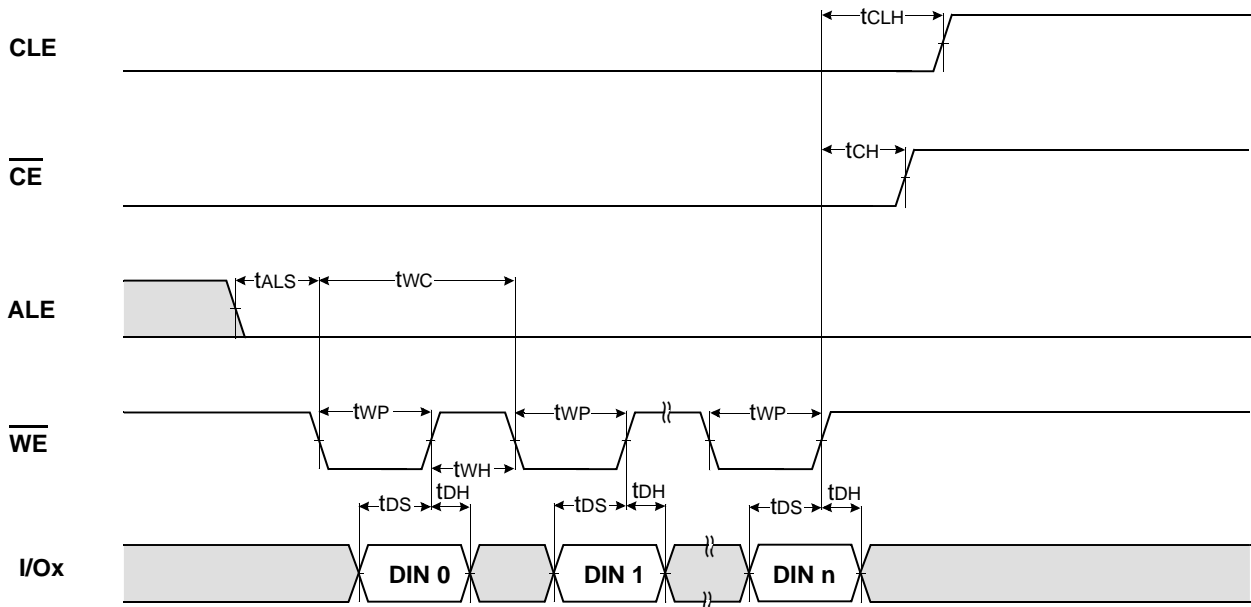 tCLH
CLE
tCH
CE
tALS
tWC
ALE
tWP
tWP
tWP
WE
tWH
tDS
tDH
tDS
tDH
tDS
tDH
I/Ox
DIN 0
DIN 1
DIN n